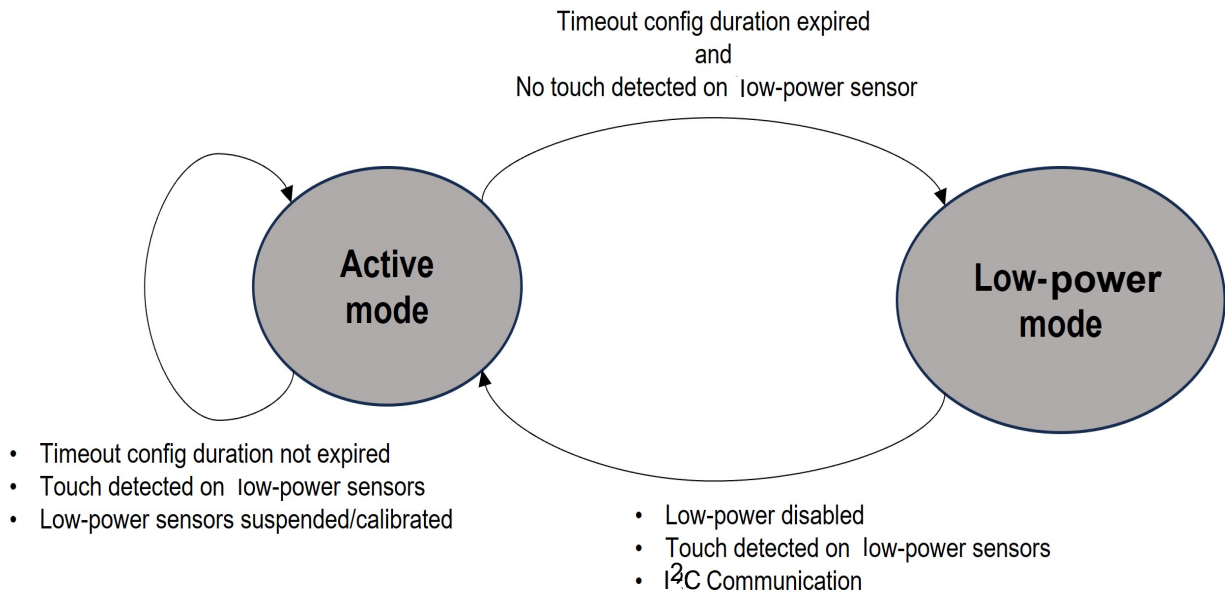 Timeout config duration expired
and
No touch detected on low-power sensor
Active
mode
Low-power
mode
• Timeout config duration not expired
• Touch detected on low-power sensors
• Low-power sensors suspended/calibrated
• Low-power disabled
• Touch detected on low-power sensors
• I²C Communication